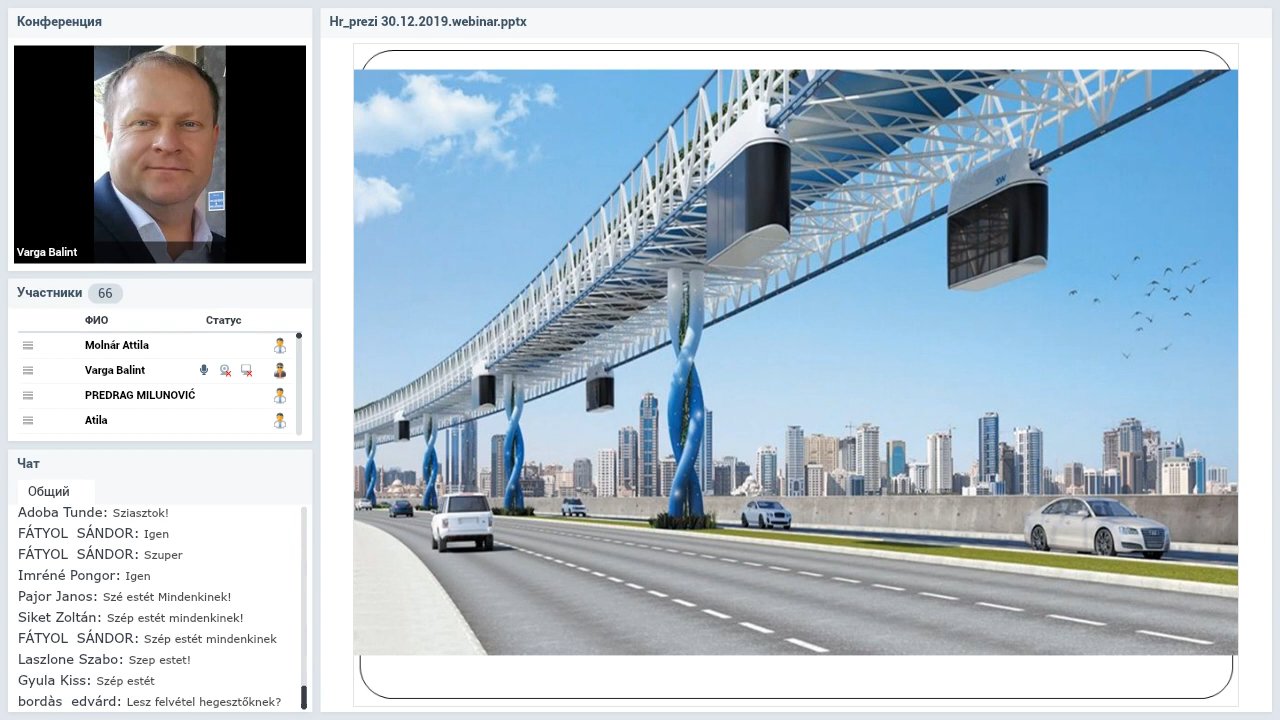 Конференция
Varga Balint
Участники 66
ФИО Статус
Molnár Attila
Varga Balint
PREDRAG MILUNOVIĆ
Atila
Чат
Общий
Adoba Tunde: Sziasztok!
FÁTYOL SÁNDOR: Igen
FÁTYOL SÁNDOR: Szuper
Imréné Pongor: Igen
Pajor Janos: Szé estét Mindenkinek!
Siket Zoltán: Szép estét mindenkinek!
FÁTYOL SÁNDOR: Szép estét mindenkinek
Laszlone Szabo: Szep estet!
Gyula Kiss: Szép estét
bordàs edvárd: Lesz felvétel hegesztőknek?
Hr_prezi 30.12.2019.webinar.pptx